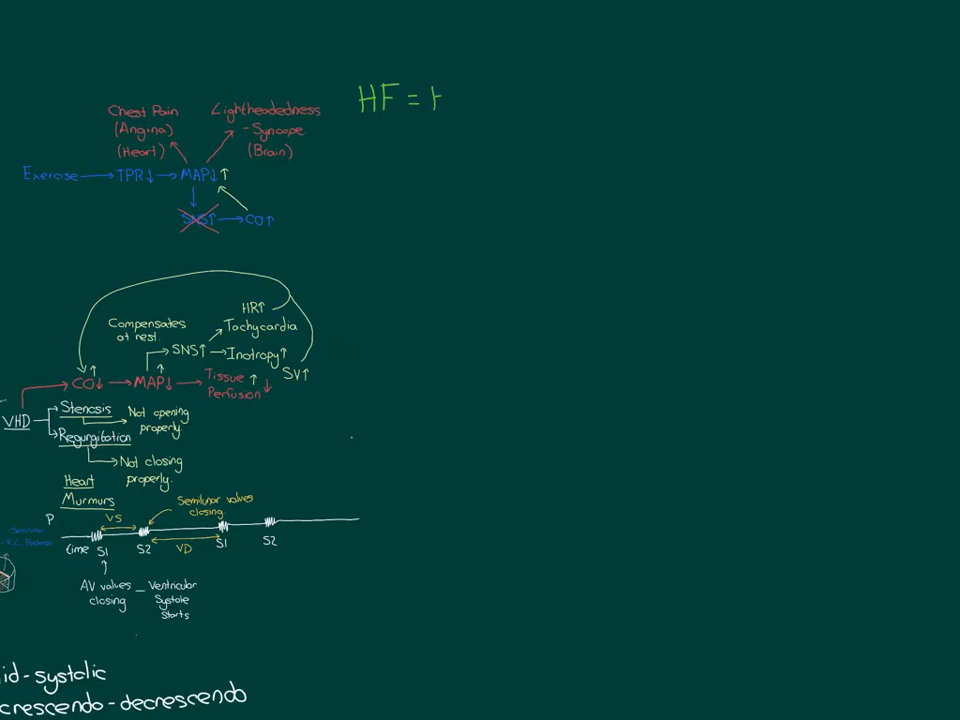 HF = H
Chest Pain
(Angina)
(Heart)
Lightheadedness
- Syncope
(Brain)
Exercise → TPR↓ → MAP↓ ↑
SNS↑ → CO↑
HR↑
Compensates
at rest.
Tachycardia
SNS↑ → Inotropy↑
SV↑
CO↓ ↑ → MAP↓ ↑ → Tissue ↑
Perfusion ↓
VHD
Stenosis
Not opening
properly.
Regurgitation
Not closing
properly.
Heart
Murmurs
Semilunar valves
closing.
P
VS
time
S1
S2
VD
S1
S2
AV valves
closing
— Ventricular
Systole
Starts
id - systolic
crescendo - decrescendo